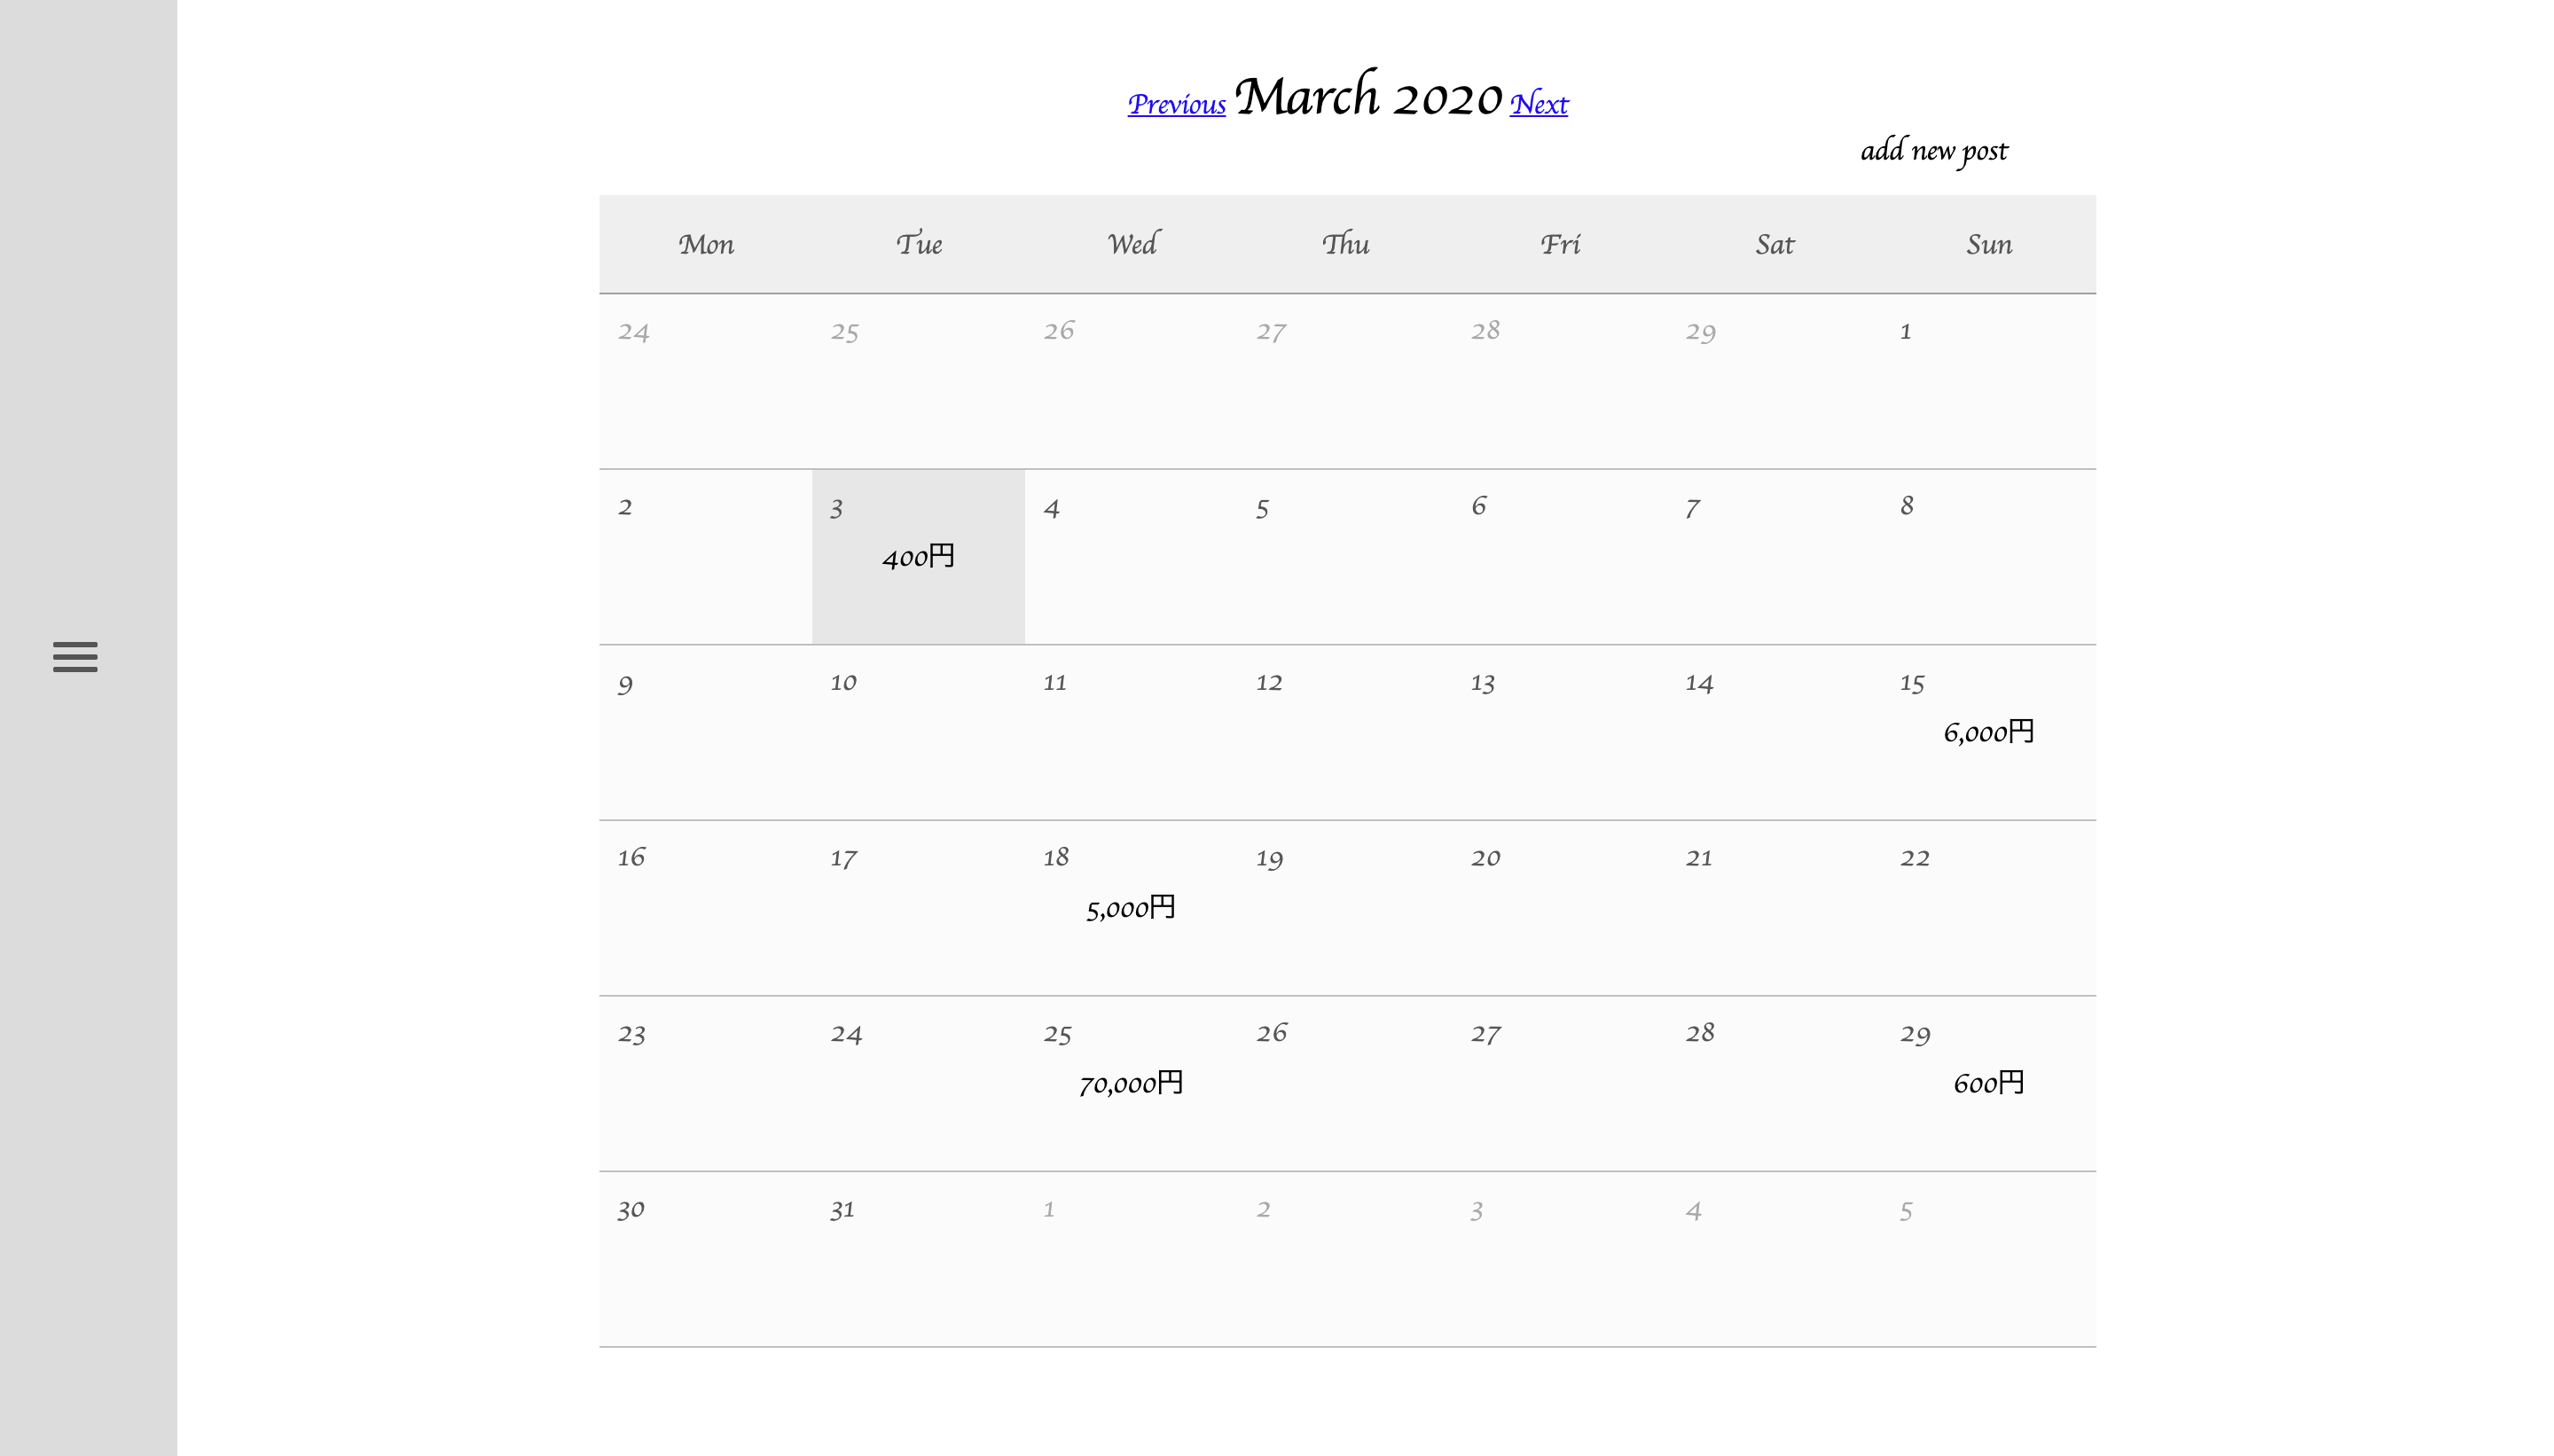 Previous March 2020 Next
add new post
Mon Tue Wed Thu Fri Sat Sun
24 25 26 27 28 29 1
2 3 4 5 6 7 8
400円
9 10 11 12 13 14 15
6,000円
16 17 18 19 20 21 22
5,000円
23 24 25 26 27 28 29
70,000円 600円
30 31 1 2 3 4 5